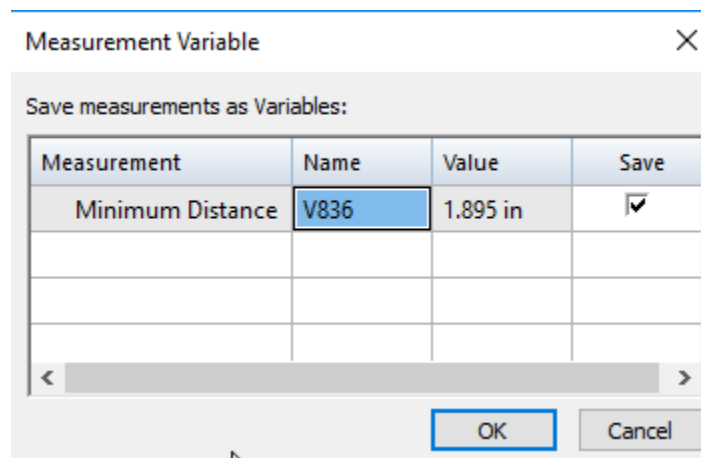 Measurement Variable
Save measurements as Variables:
Measurement Name Value Save
Minimum Distance V836 1.895 in
OK Cancel